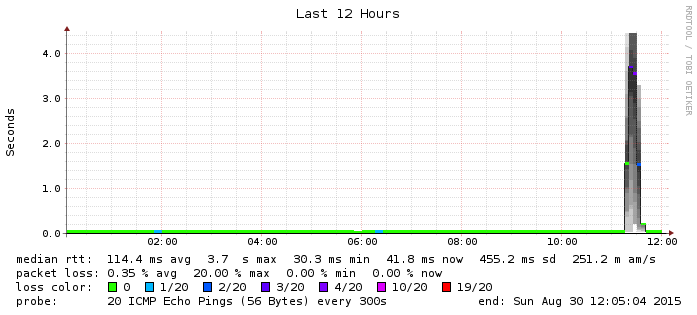 Last 12 Hours
RRDTOOL / TOBI OETIKER
Seconds
4.0
3.0
2.0
1.0
0.0
02:00 04:00 06:00 08:00 10:00 12:00
median rtt: 114.4 ms avg 3.7 s max 30.3 ms min 41.8 ms now 455.2 ms sd 251.2 m am/s
packet loss: 0.35 % avg 20.00 % max 0.00 % min 0.00 % now
loss color: 0 1/20 2/20 3/20 4/20 10/20 19/20
probe: 20 ICMP Echo Pings (56 Bytes) every 300s end: Sun Aug 30 12:05:04 2015